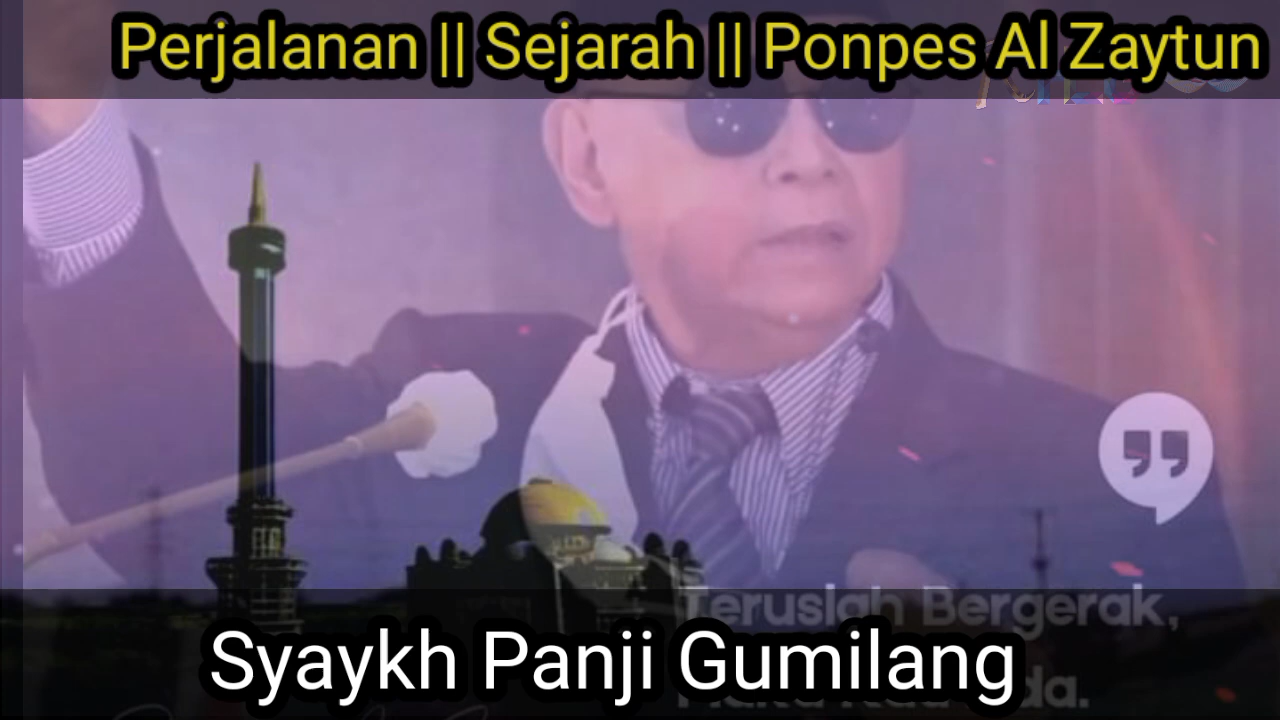 Perjalanan || Sejarah || Ponpes Al Zaytun
Teruslah Bergerak,
Syaykh Panji Gumilang